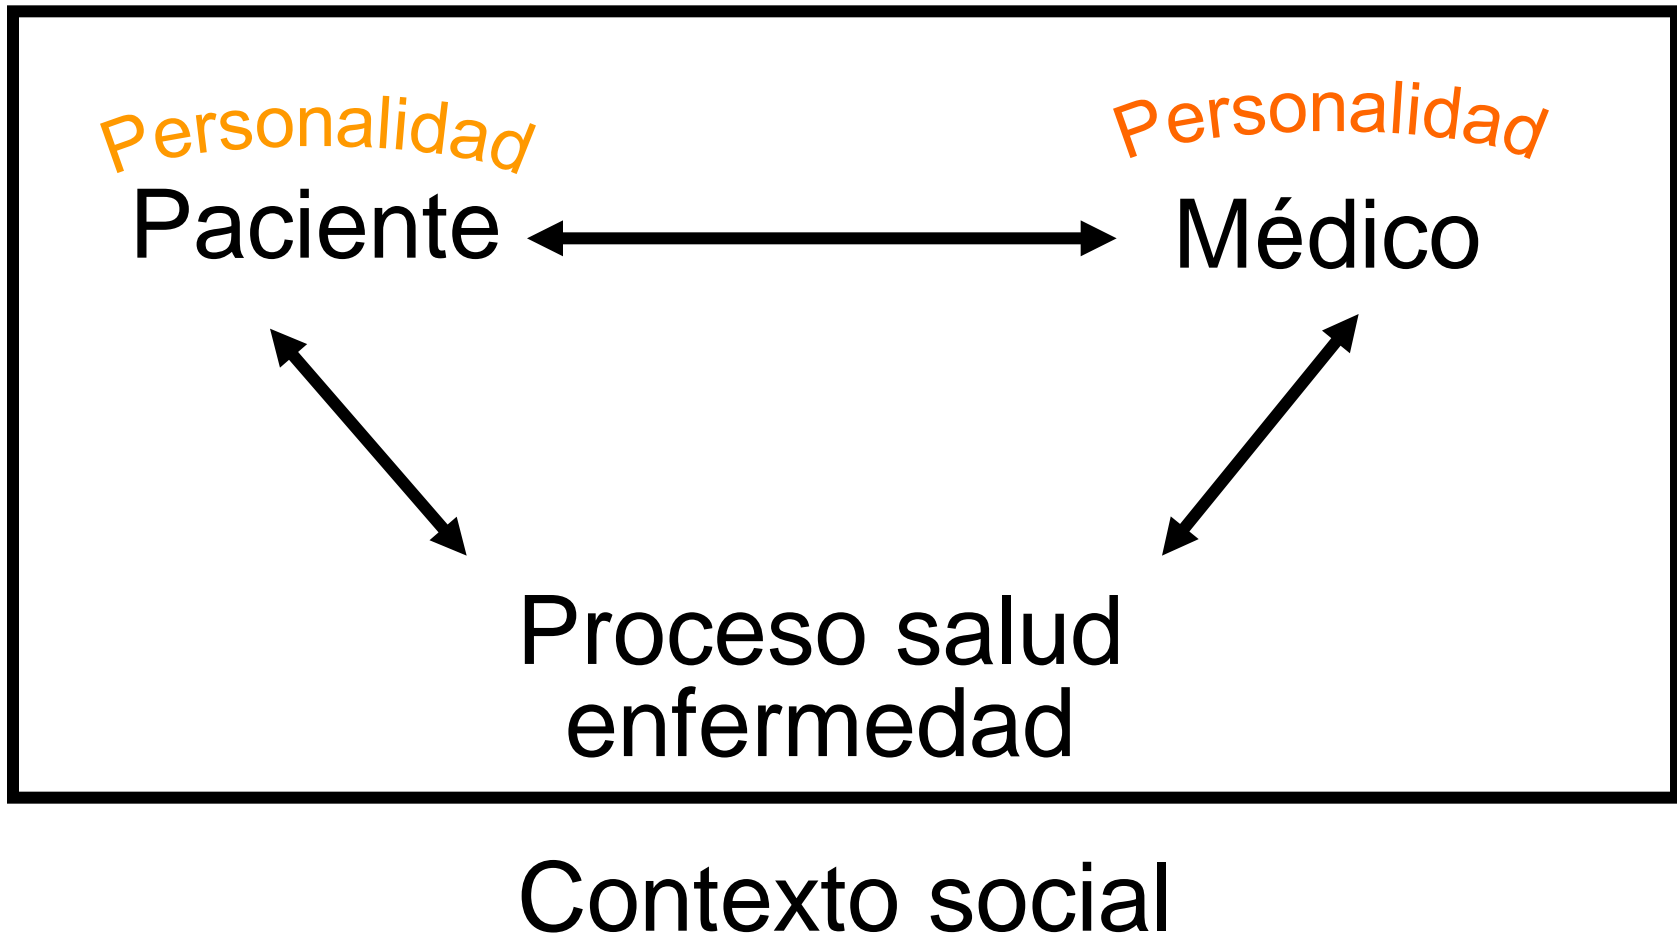 Personalidad
Personalidad
Paciente
Médico
Proceso salud
enfermedad
Contexto social